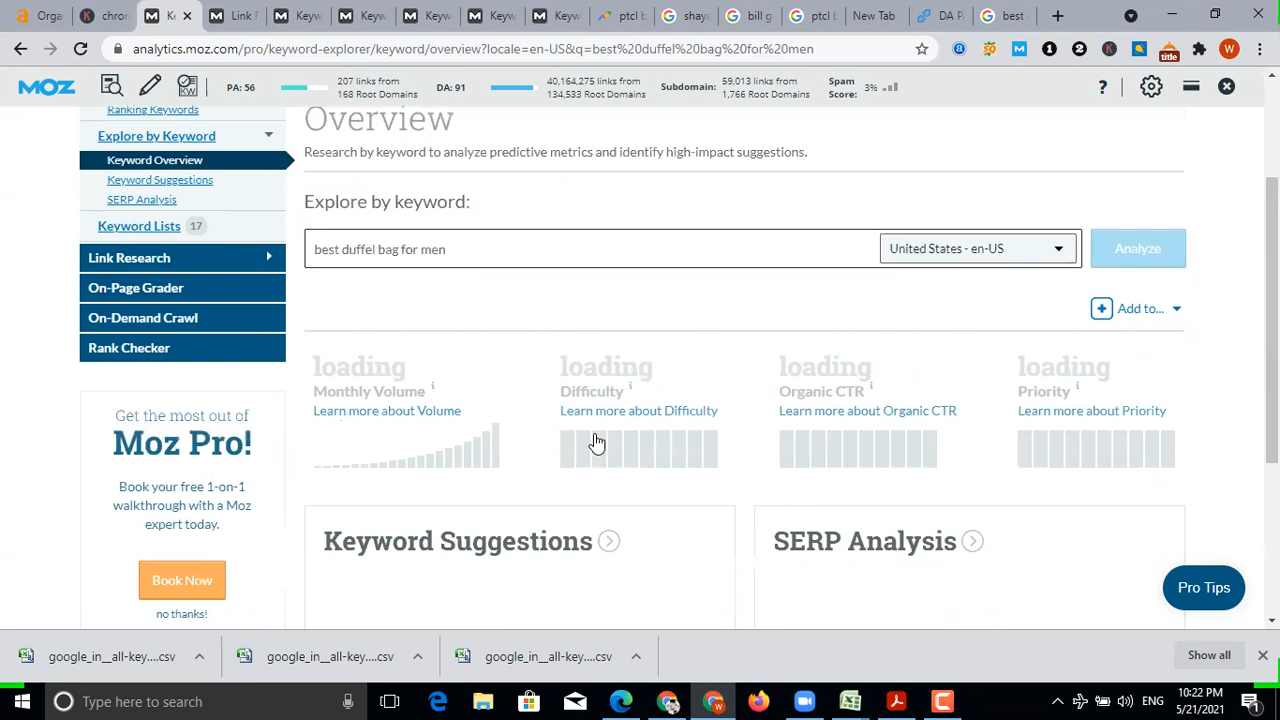 Orga
chron
Ke
Link F
Keyw
Keyw
Keyw
Keyw
Keyw
ptcl b
shaya
bill g
ptcl b
New Tab
DA P
best
analytics.moz.com/pro/keyword-explorer/keyword/overview?locale=en-US&q=best%20duffel%20bag%20for%20men
W
title
MOZ
KW
PA: 56
207 links from
168 Root Domains
DA: 91
40,164,275 links from
134,533 Root Domains
Subdomain:
59,013 links from
1,766 Root Domains
Spam
Score:
3%
?
Ranking Keywords
Explore by Keyword
Keyword Overview
Keyword Suggestions
SERP Analysis
Keyword Lists 17
Link Research
On-Page Grader
On-Demand Crawl
Rank Checker
Get the most out of
Moz Pro!
Book your free 1-on-1
walkthrough with a Moz
expert today.
Book Now
no thanks!
Overview
Research by keyword to analyze predictive metrics and identify high-impact suggestions.
Explore by keyword:
best duffel bag for men
United States - en-US
Analyze
Add to...
loading
Monthly Volume i
Learn more about Volume
loading
Difficulty i
Learn more about Difficulty
loading
Organic CTR i
Learn more about Organic CTR
loading
Priority i
Learn more about Priority
Keyword Suggestions
SERP Analysis
Pro Tips
google_in__all-key....csv
google_in__all-key....csv
google_in__all-key....csv
Show all
Type here to search
ENG
10:22 PM
5/21/2021
1